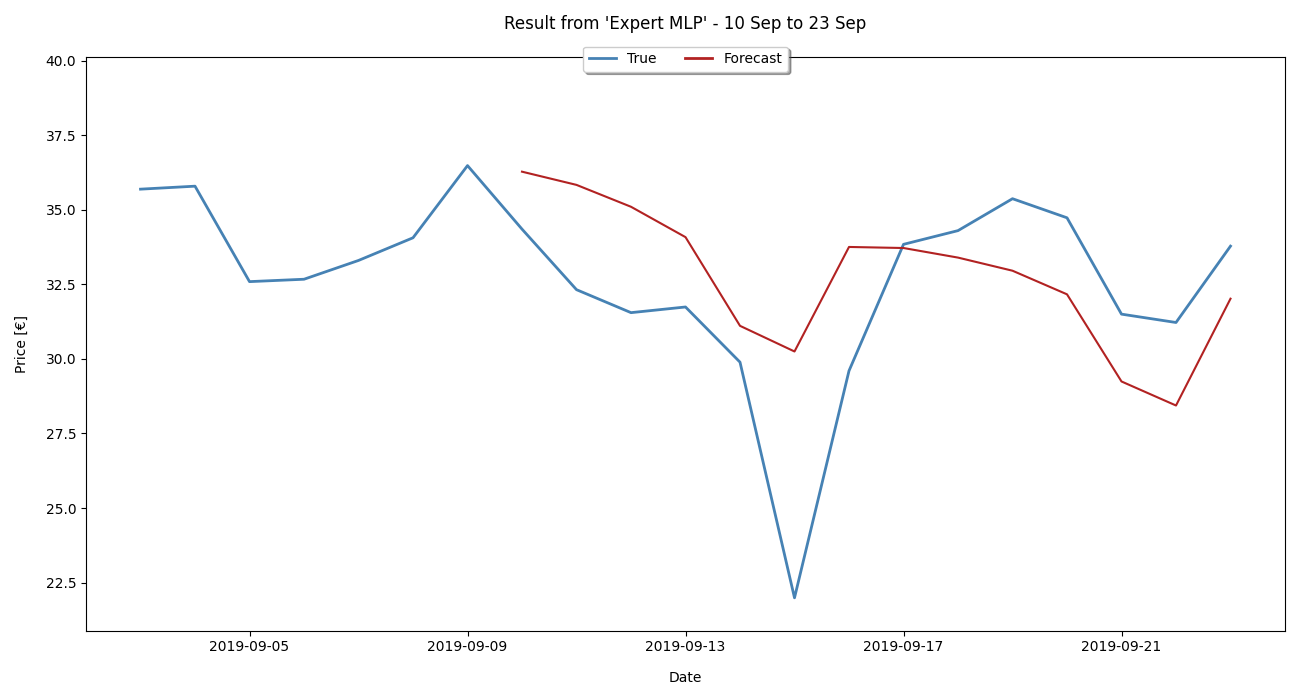 Result from 'Expert MLP' - 10 Sep to 23 Sep
True Forecast
40.0
37.5
35.0
32.5
30.0
27.5
25.0
22.5
Price [€]
2019-09-05 2019-09-09 2019-09-13 2019-09-17 2019-09-21
Date